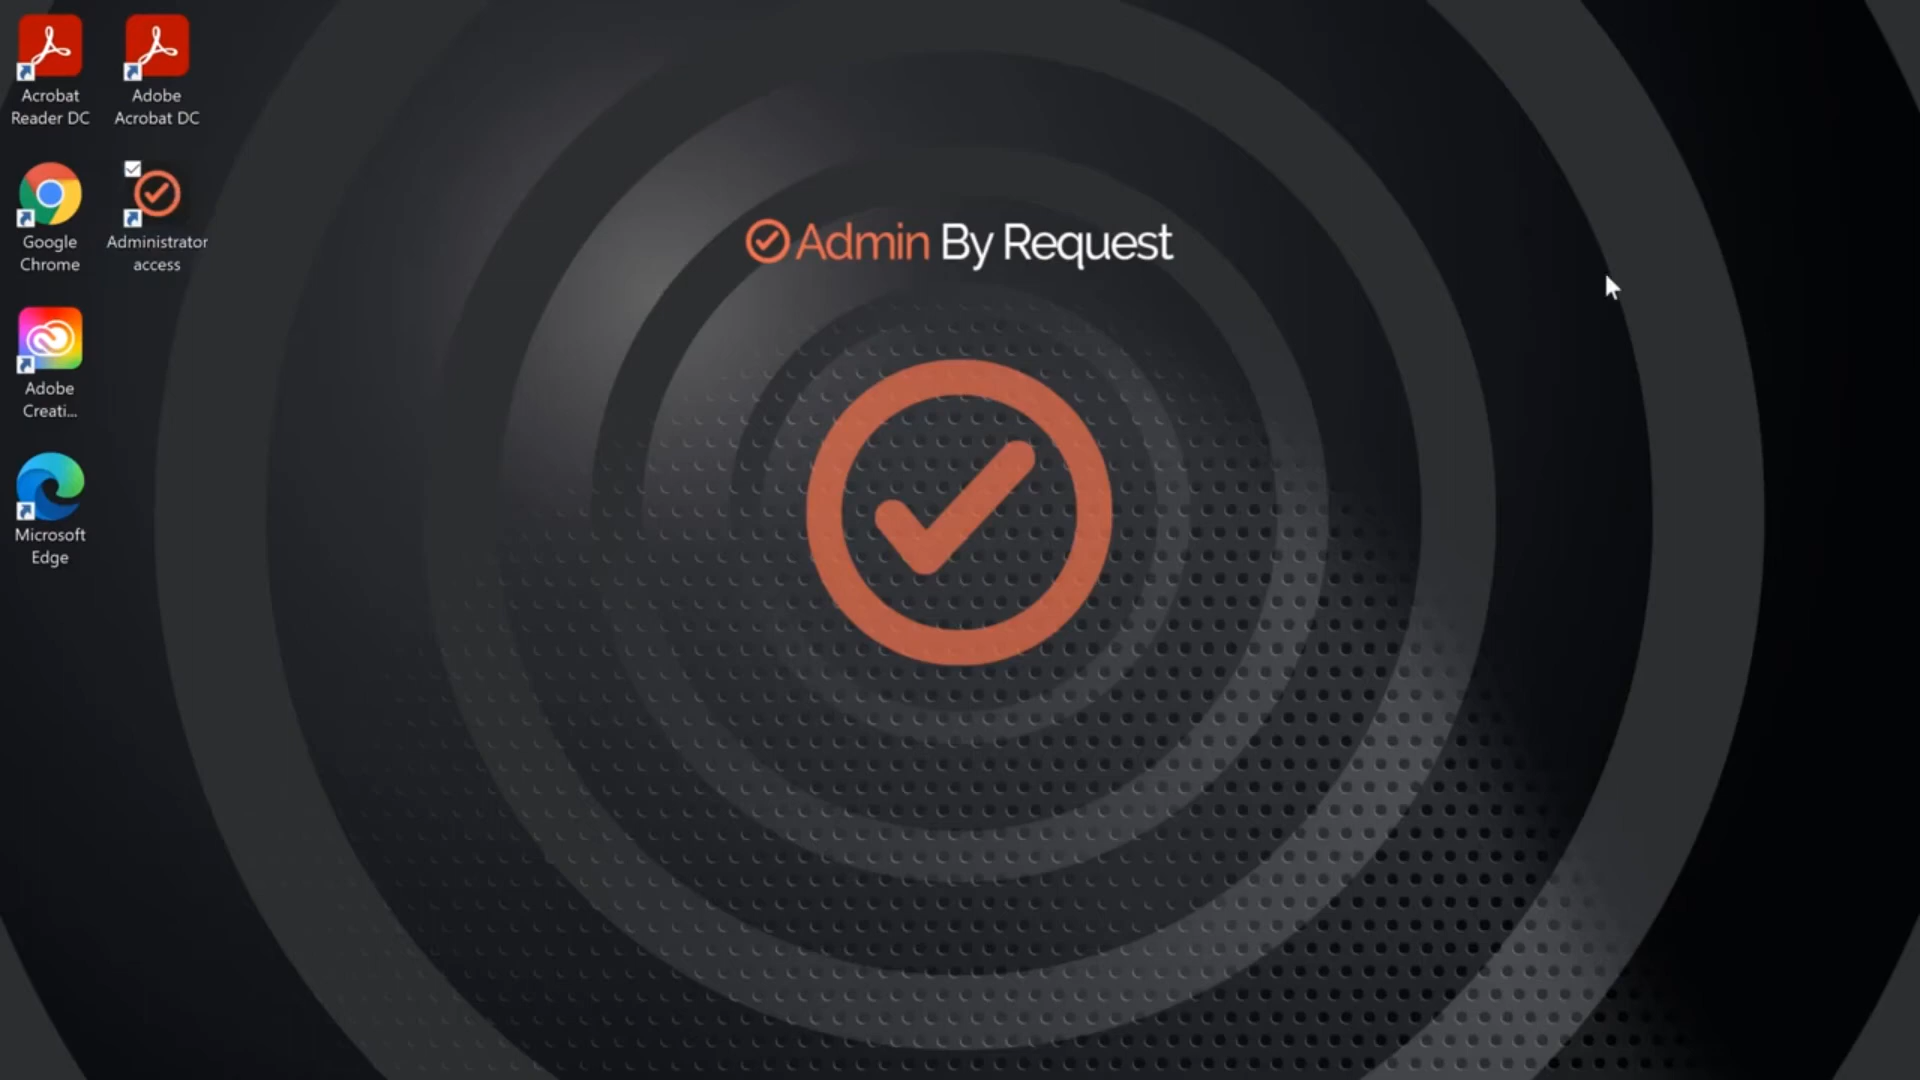 Acrobat
Reader DC
Adobe
Acrobat DC
Google
Chrome
Administrator
access
Adobe
Creati...
Microsoft
Edge
Admin By Request